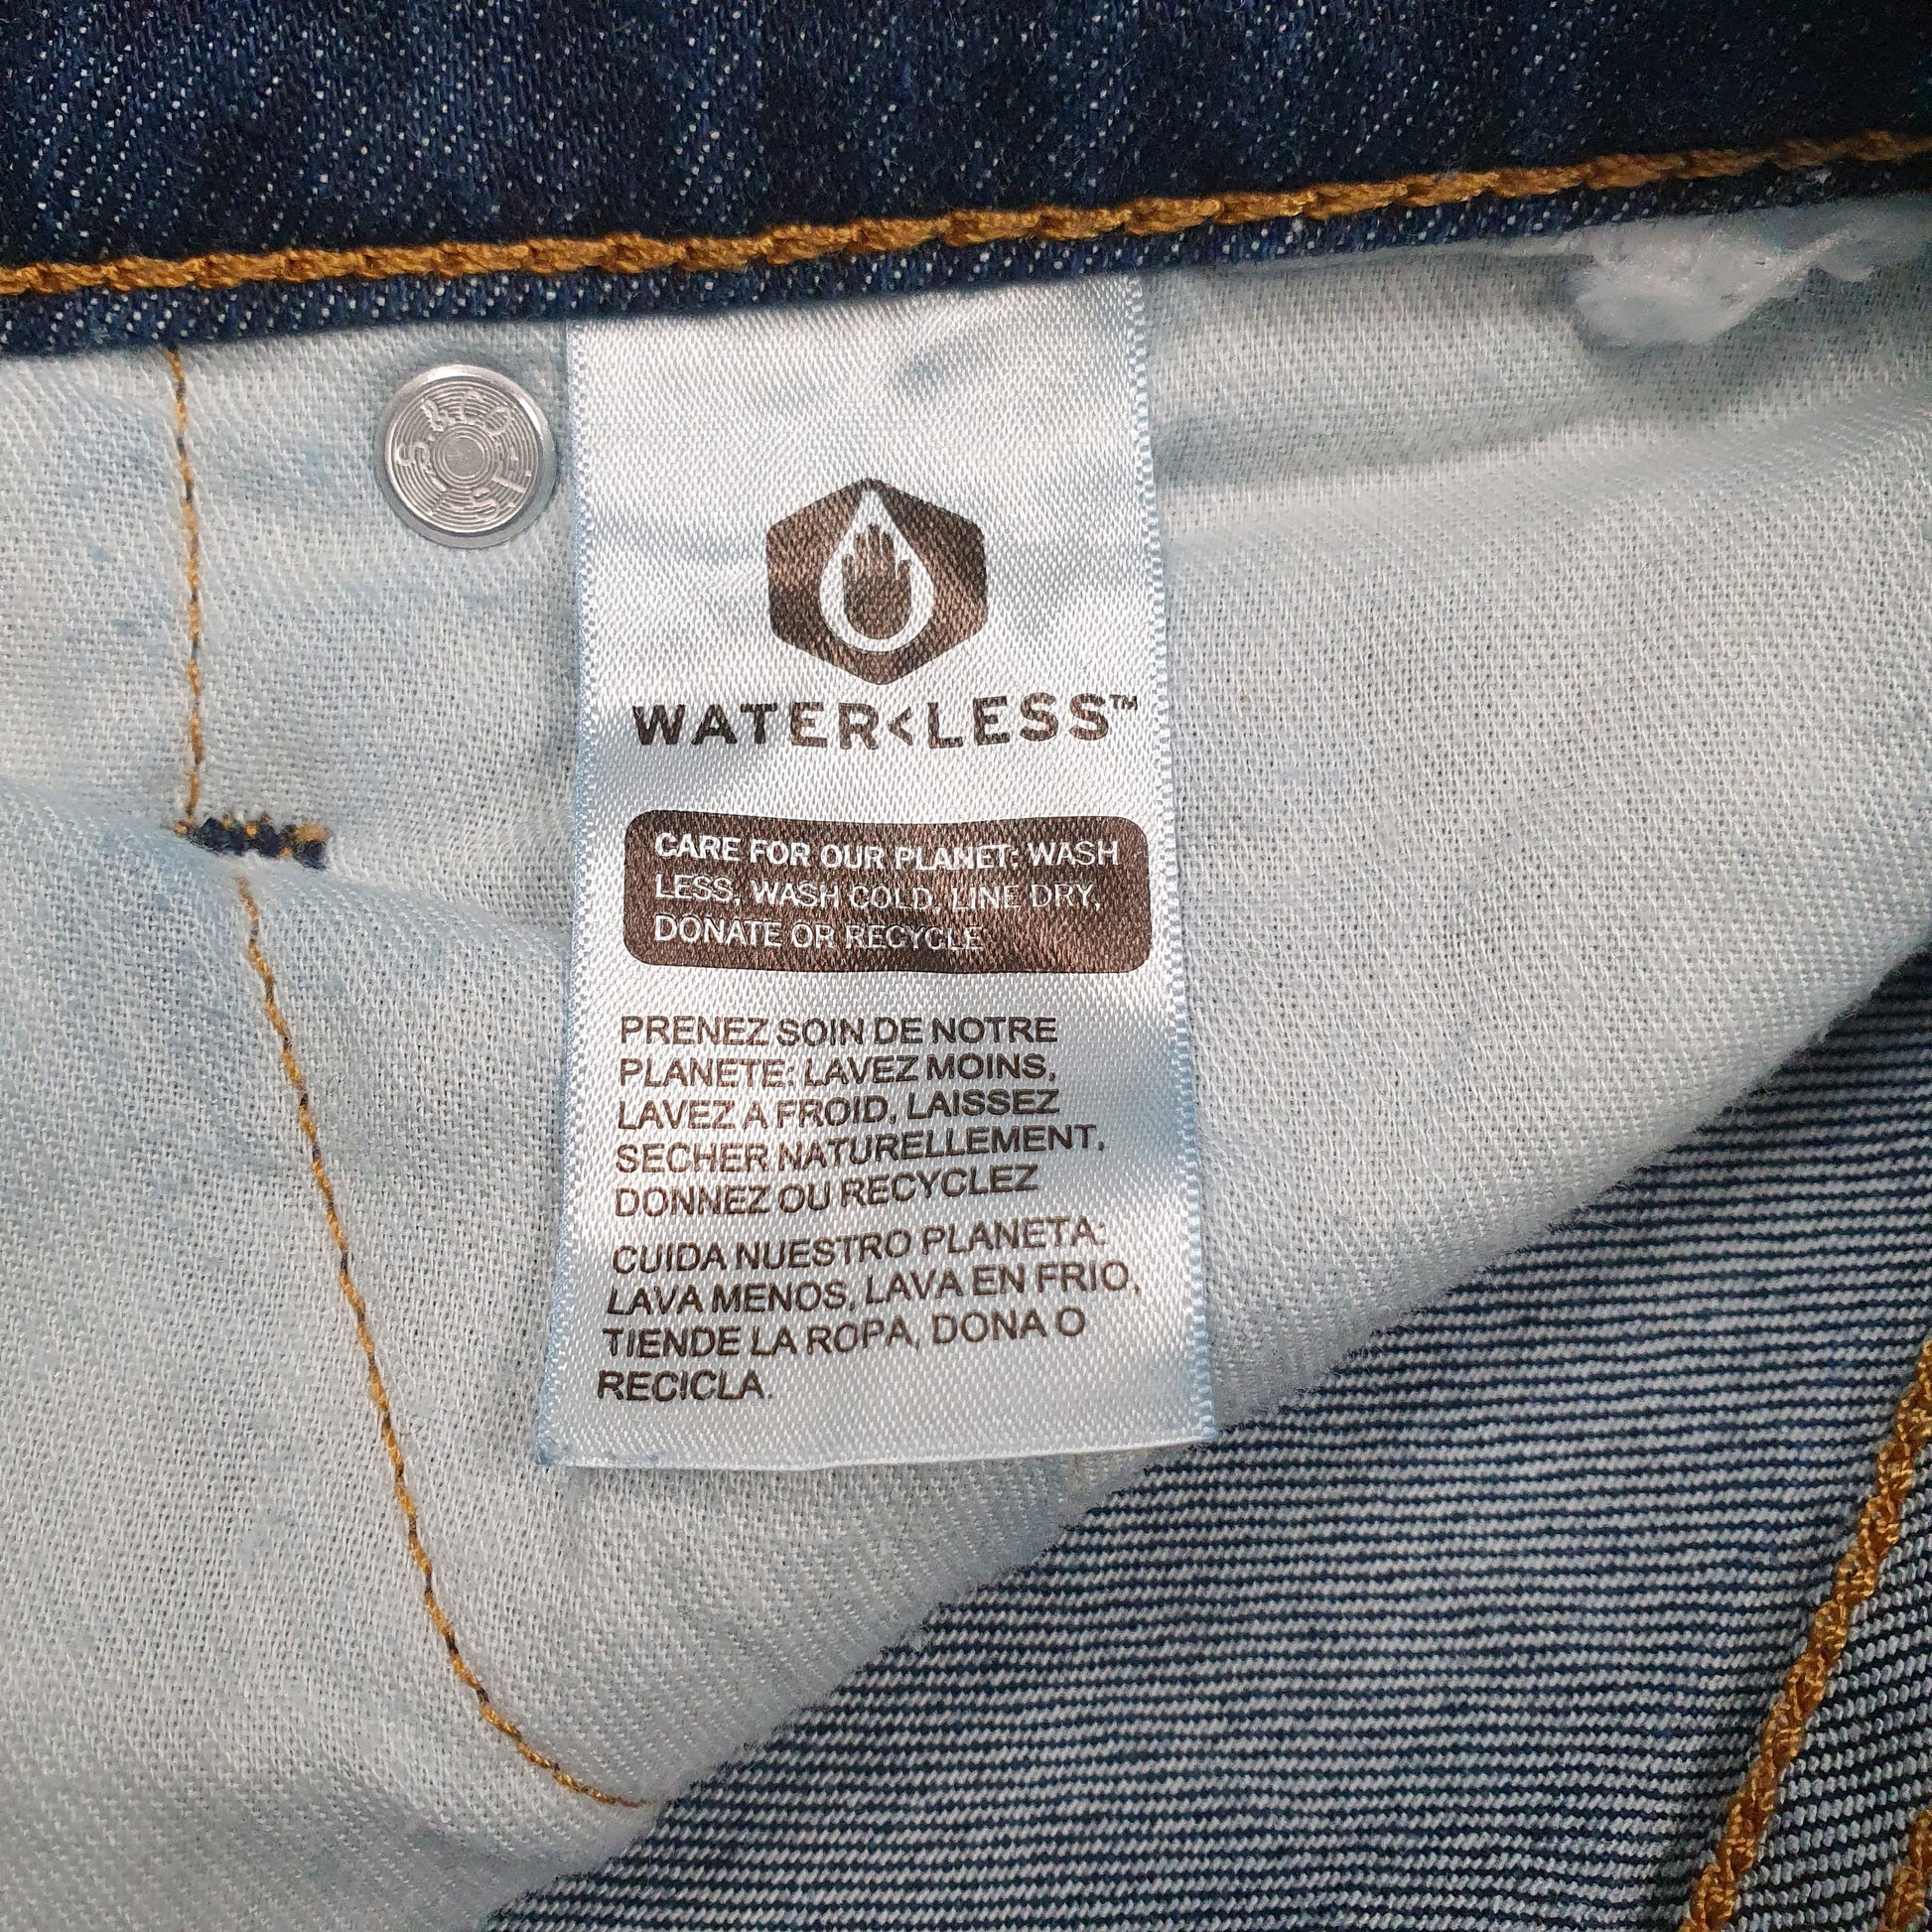 L.S.&CO
WATER<LESS™
CARE FOR OUR PLANET: WASH
LESS, WASH COLD, LINE DRY,
DONATE OR RECYCLE
PRENEZ SOIN DE NOTRE
PLANETE: LAVEZ MOINS,
LAVEZ A FROID, LAISSEZ
SECHER NATURELLEMENT,
DONNEZ OU RECYCLEZ
CUIDA NUESTRO PLANETA:
LAVA MENOS, LAVA EN FRIO,
TIENDE LA ROPA, DONA O
RECICLA.